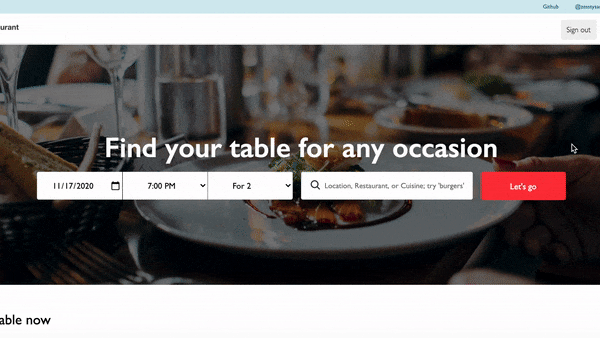 Github
urant
Sign out
Find your table for any occasion
11/17/2020 7:00 PM For 2 Location, Restaurant, or Cuisine; try 'burgers' Let's go
able now